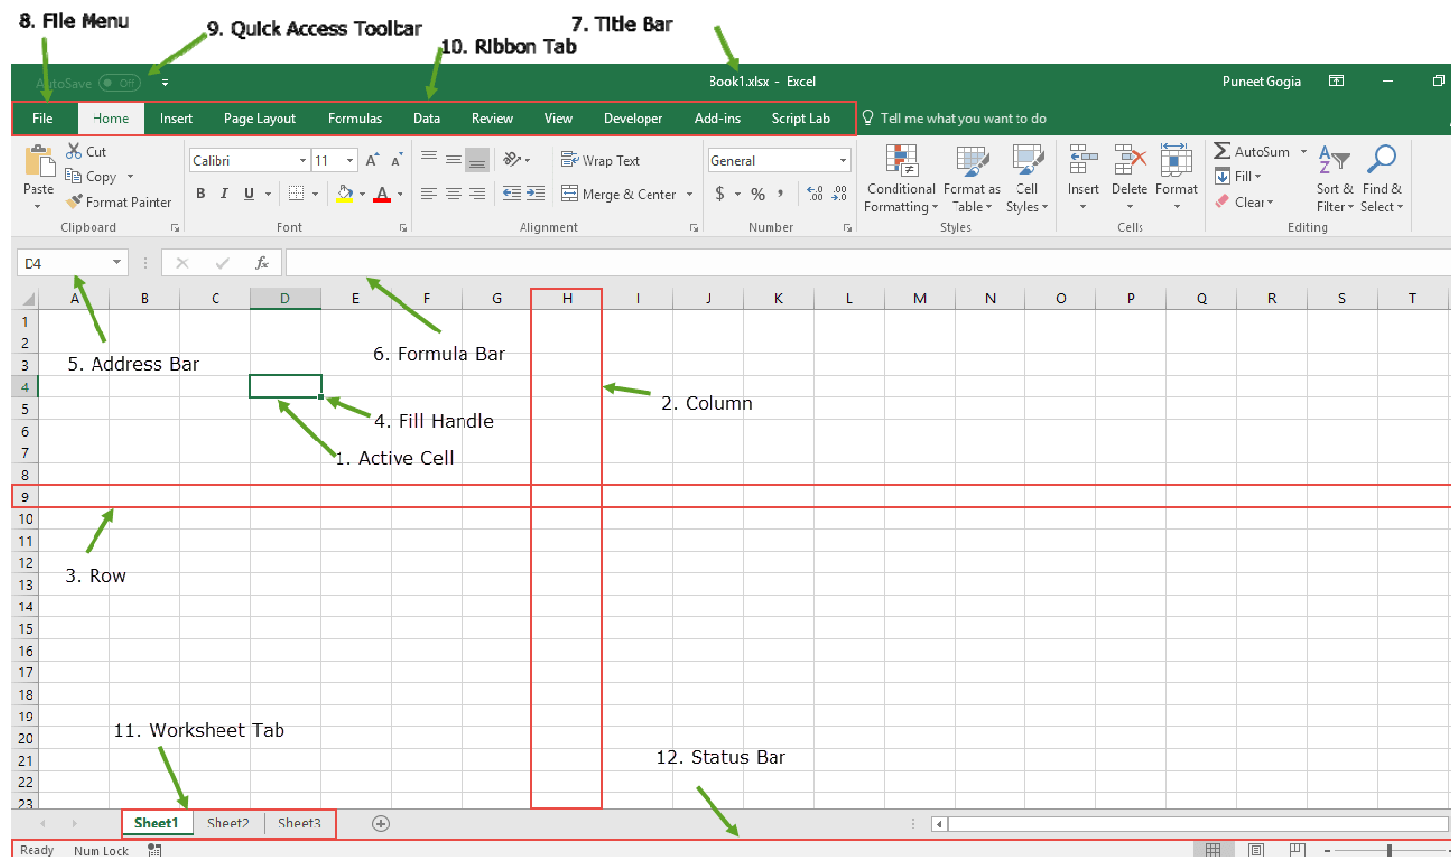 8. File Menu
9. Quick Access Toolbar
7. Title Bar
10. Ribbon Tab
AutoSave Off
Book1.xlsx - Excel
Puneet Gogia
File Home Insert Page Layout Formulas Data Review View Developer Add-ins Script Lab Tell me what you want to do
Cut
Copy
Format Painter
Paste
Clipboard
Calibri 11
B I U A
Font
Wrap Text
Merge & Center
Alignment
General
$ % ,
Number
Conditional Formatting
Format as Table
Cell Styles
Styles
Insert Delete Format
Cells
AutoSum
Fill
Clear
Sort & Filter
Find & Select
Editing
D4 fx
A B C D E F G H I J K L M N O P Q R S T
1
2
6. Formula Bar
3
5. Address Bar
4
2. Column
5
4. Fill Handle
6
7
1. Active Cell
8
9
10
11
12
3. Row
13
14
15
16
17
18
19
20
11. Worksheet Tab
21
12. Status Bar
22
23
Sheet1 Sheet2 Sheet3
Ready Num Lock